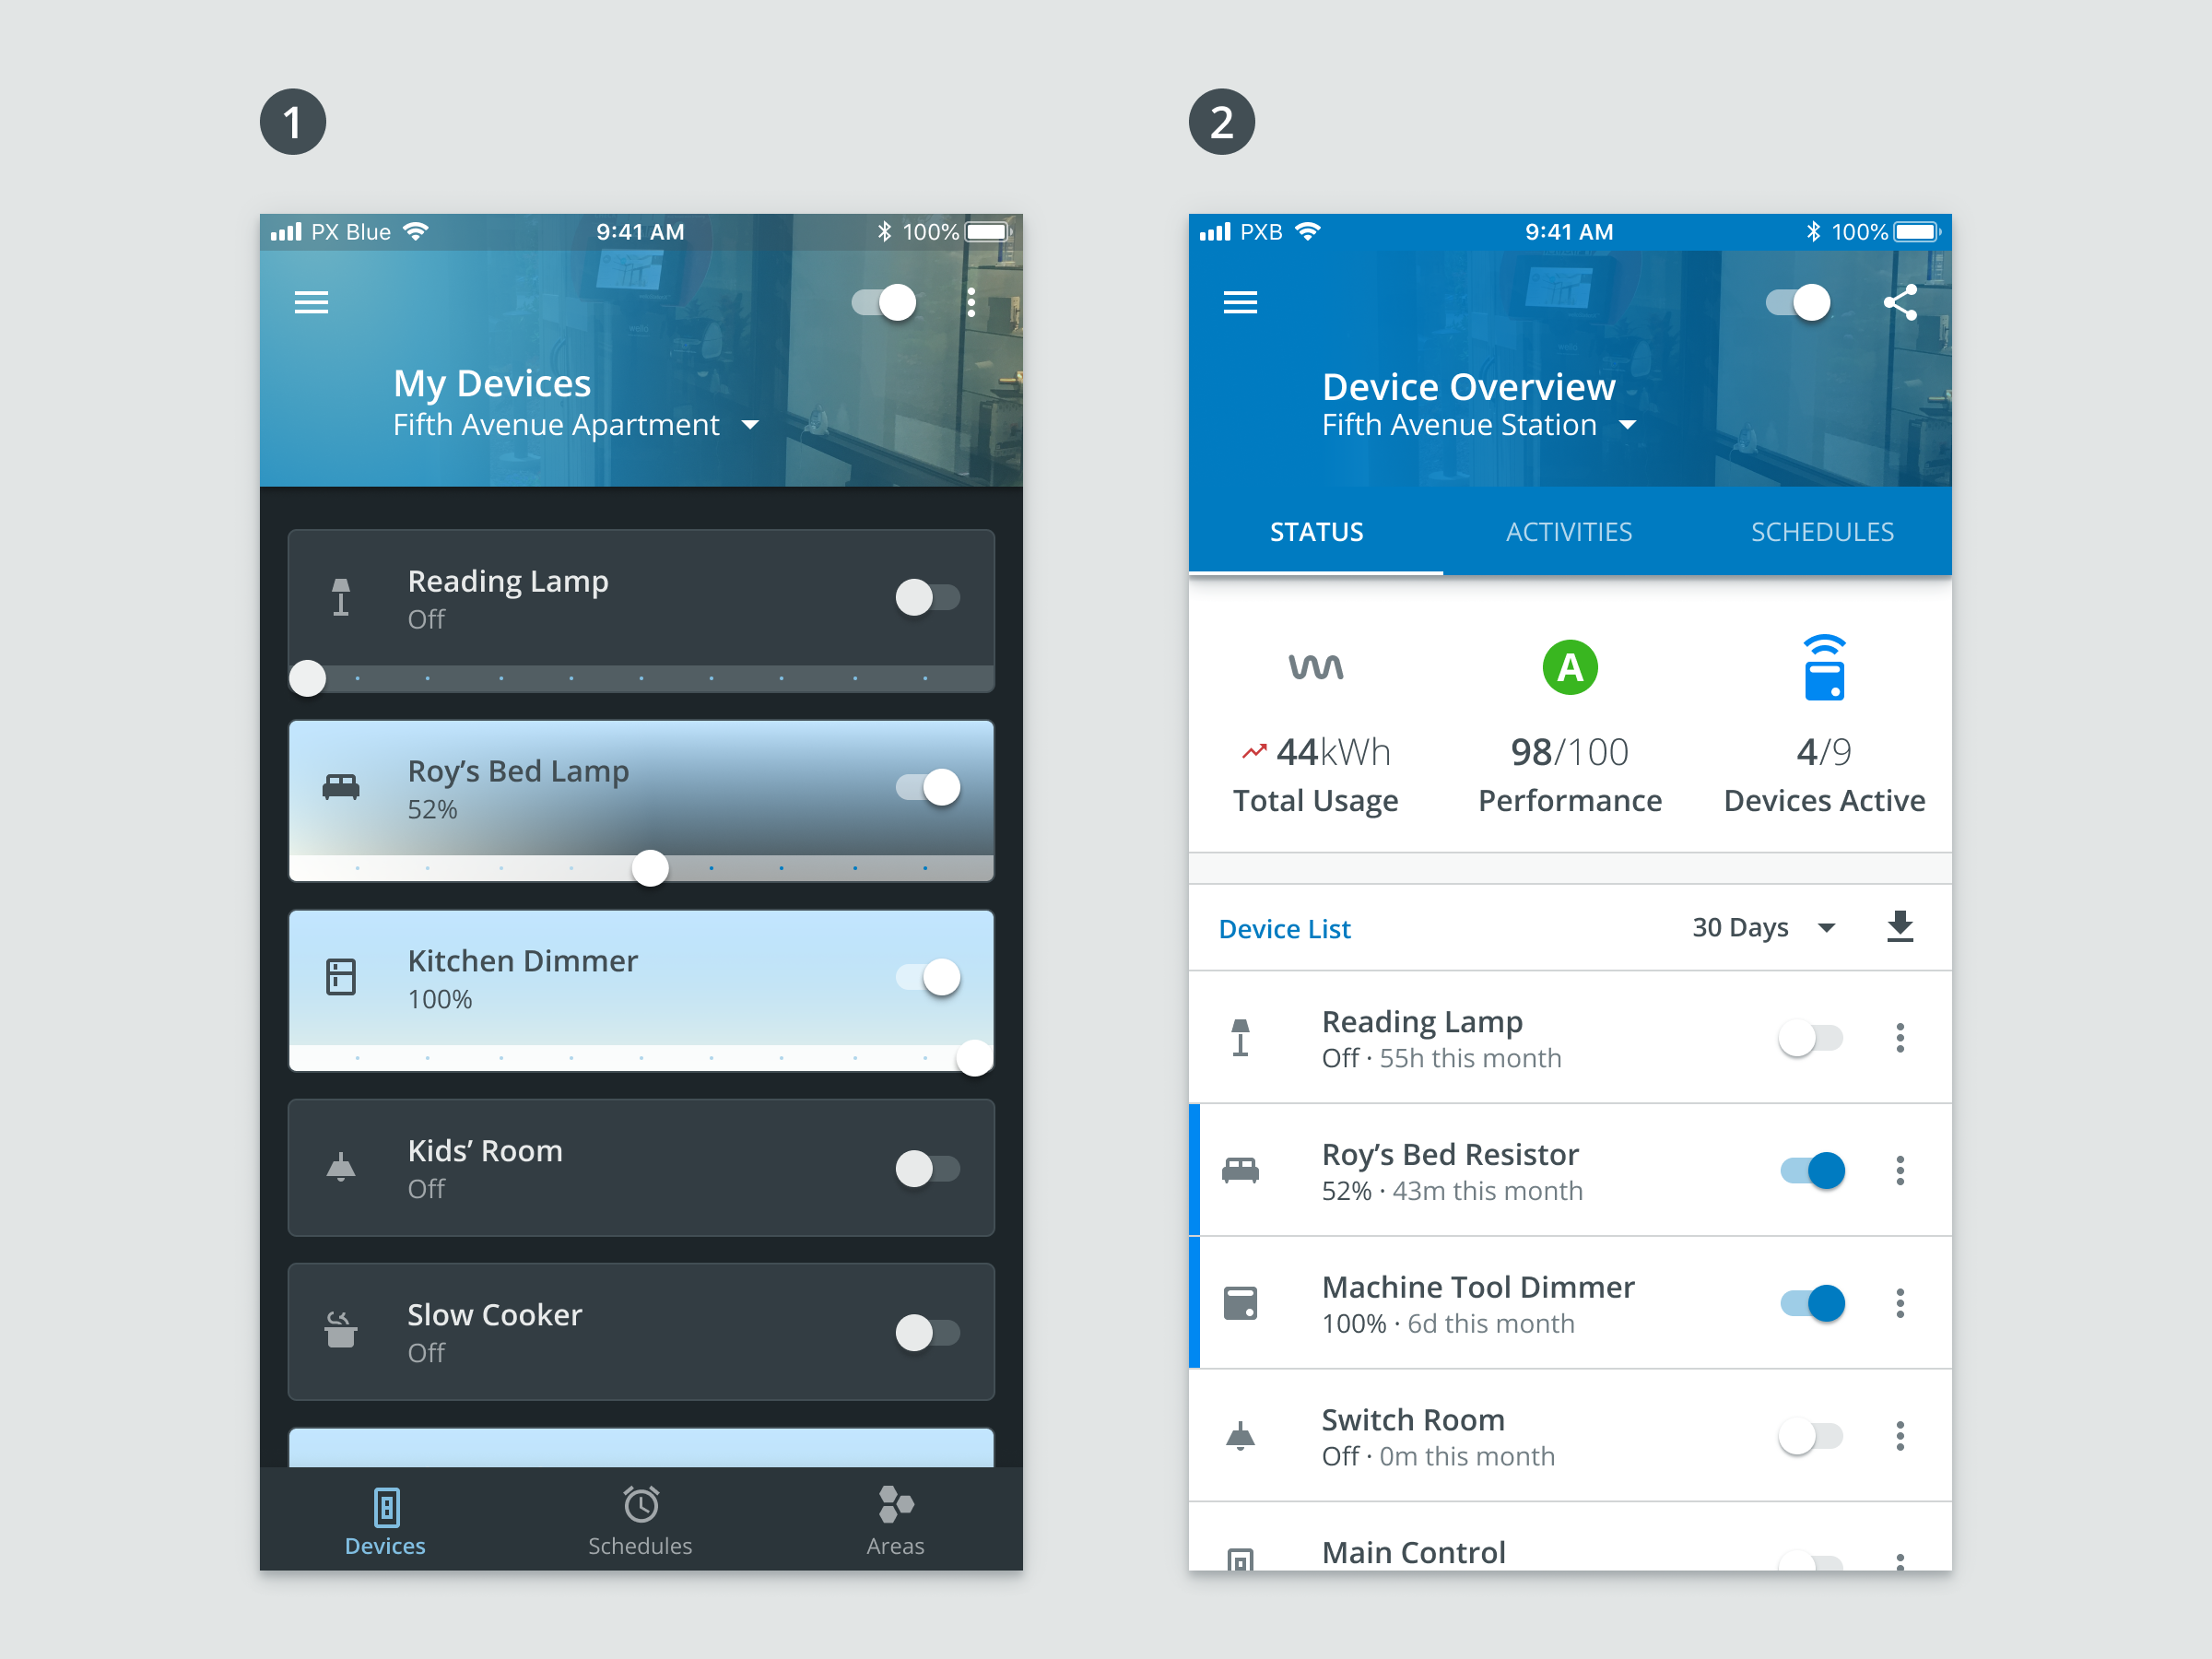 1
PX Blue 9:41 AM 100%
My Devices
Fifth Avenue Apartment
Reading Lamp
Off
Roy’s Bed Lamp
52%
Kitchen Dimmer
100%
Kids’ Room
Off
Slow Cooker
Off
Devices Schedules Areas
2
PXB 9:41 AM 100%
Device Overview
Fifth Avenue Station
STATUS ACTIVITIES SCHEDULES
A
44kWh 98/100 4/9
Total Usage Performance Devices Active
Device List 30 Days
Reading Lamp
Off · 55h this month
Roy’s Bed Resistor
52% · 43m this month
Machine Tool Dimmer
100% · 6d this month
Switch Room
Off · 0m this month
Main Control